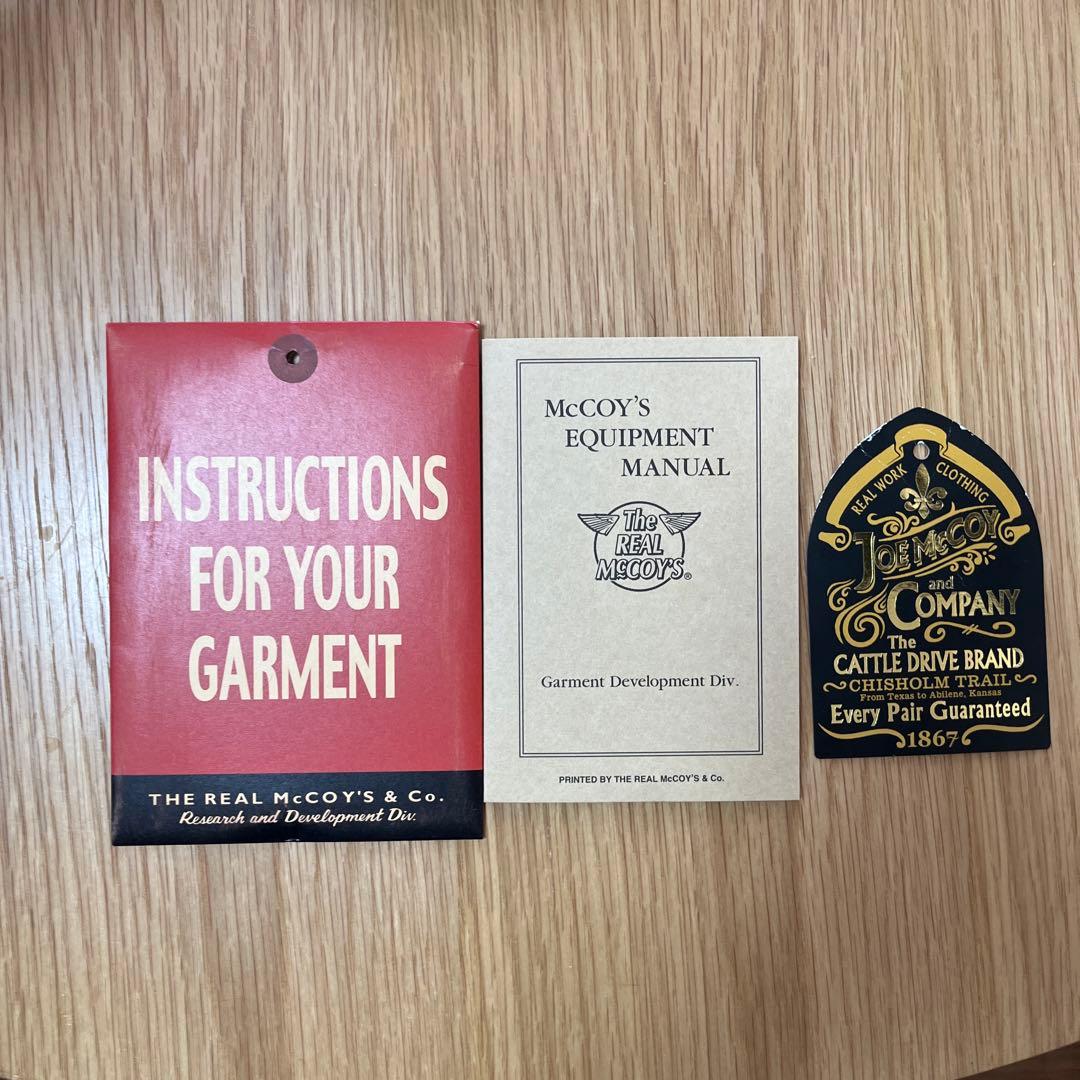 INSTRUCTIONS
FOR YOUR
GARMENT
THE REAL McCOY'S & Co.
Research and Development Div.
McCOY'S
EQUIPMENT
MANUAL
The
REAL
McCOY'S®
Garment Development Div.
PRINTED BY THE REAL McCOY'S & Co.
REAL WORK CLOTHING
JOE McCOY
and
COMPANY
The
CATTLE DRIVE BRAND
CHISHOLM TRAIL
From Texas to Abilene, Kansas
Every Pair Guaranteed
1867